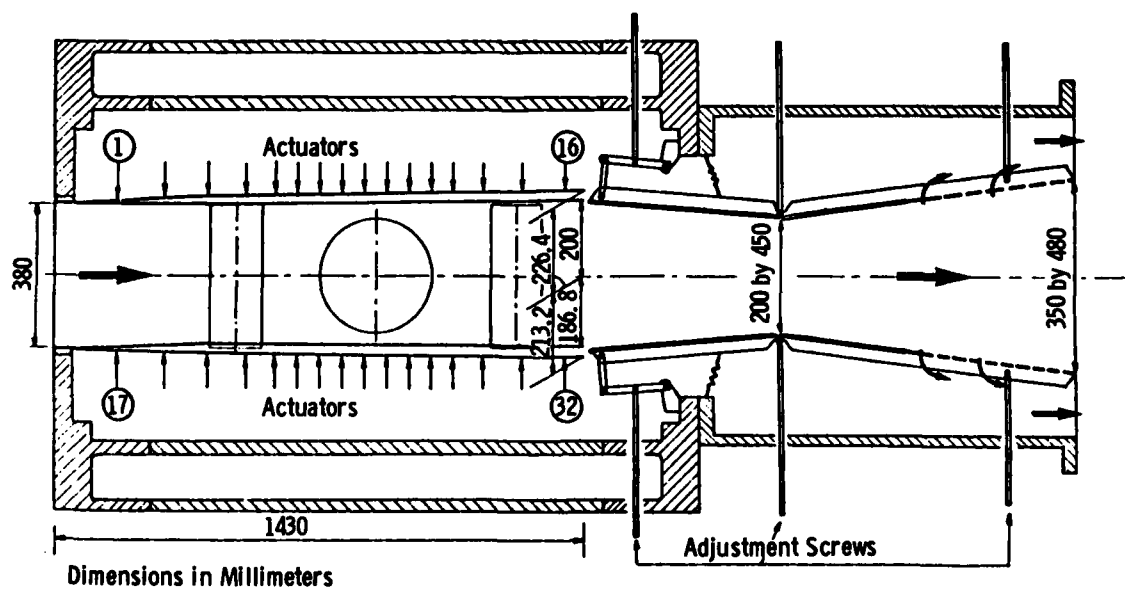 1
Actuators
16
380
213.2
226.4
186.8
200
200 by 450
350 by 480
17
Actuators
32
1430
Adjustment Screws
Dimensions in Millimeters